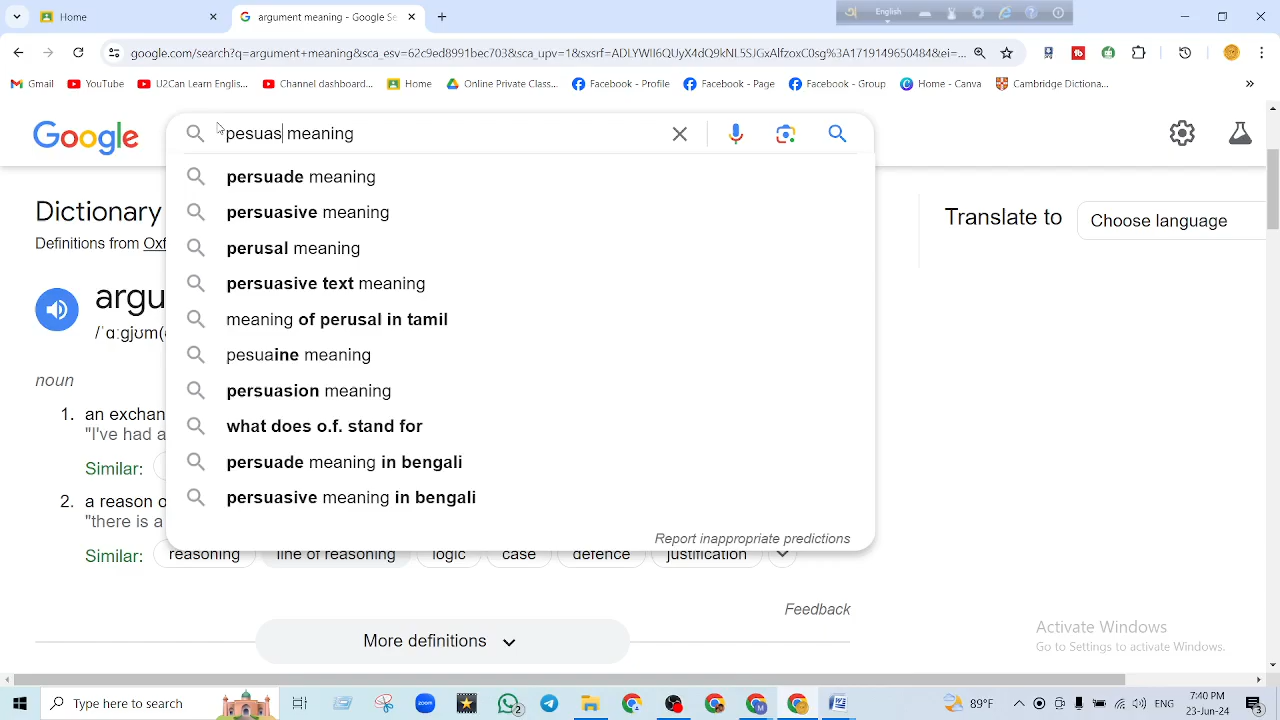 Home
argument meaning - Google Se
English
google.com/search?q=argument+meaning&sca_esv=62c9ed8991bec703&sca_upv=1&sxsrf=ADLYWII6QUyX4dQ9kNL5SJGxAlfzoxC0sg%3A1719149650484&ei=...
Gmail
YouTube
U2Can Learn Englis...
Channel dashboard...
Home
Online Private Clas...
Facebook - Profile
Facebook - Page
Facebook - Group
Home - Canva
Cambridge Dictiona...
»
Google
pesuas meaning
persuade meaning
persuasive meaning
perusal meaning
persuasive text meaning
meaning of perusal in tamil
pesuaine meaning
persuasion meaning
what does o.f. stand for
persuade meaning in bengali
persuasive meaning in bengali
Report inappropriate predictions
Dictionary
Definitions from Oxf
Translate to
Choose language
argu
/ˈɑːɡjʊm(
noun
1. an exchan
"I've had a
Similar:
2. a reason o
"there is a
Similar: reasoning line of reasoning logic case defence justification
Feedback
More definitions
Activate Windows
Go to Settings to activate Windows.
Type here to search
zoom
2
M
89°F
7:40 PM
23-Jun-24
3